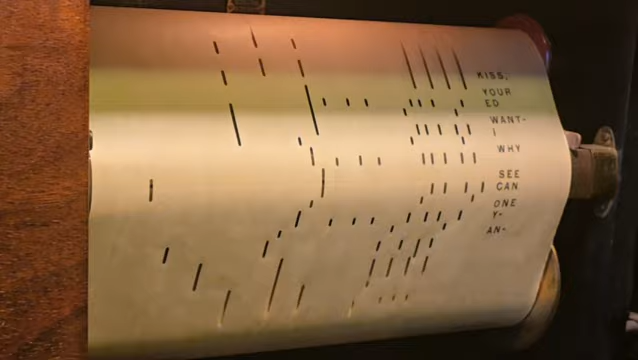 KISS,
YOUR
ED
WANT-
I
WHY
SEE
CAN
ONE
Y-
AN-